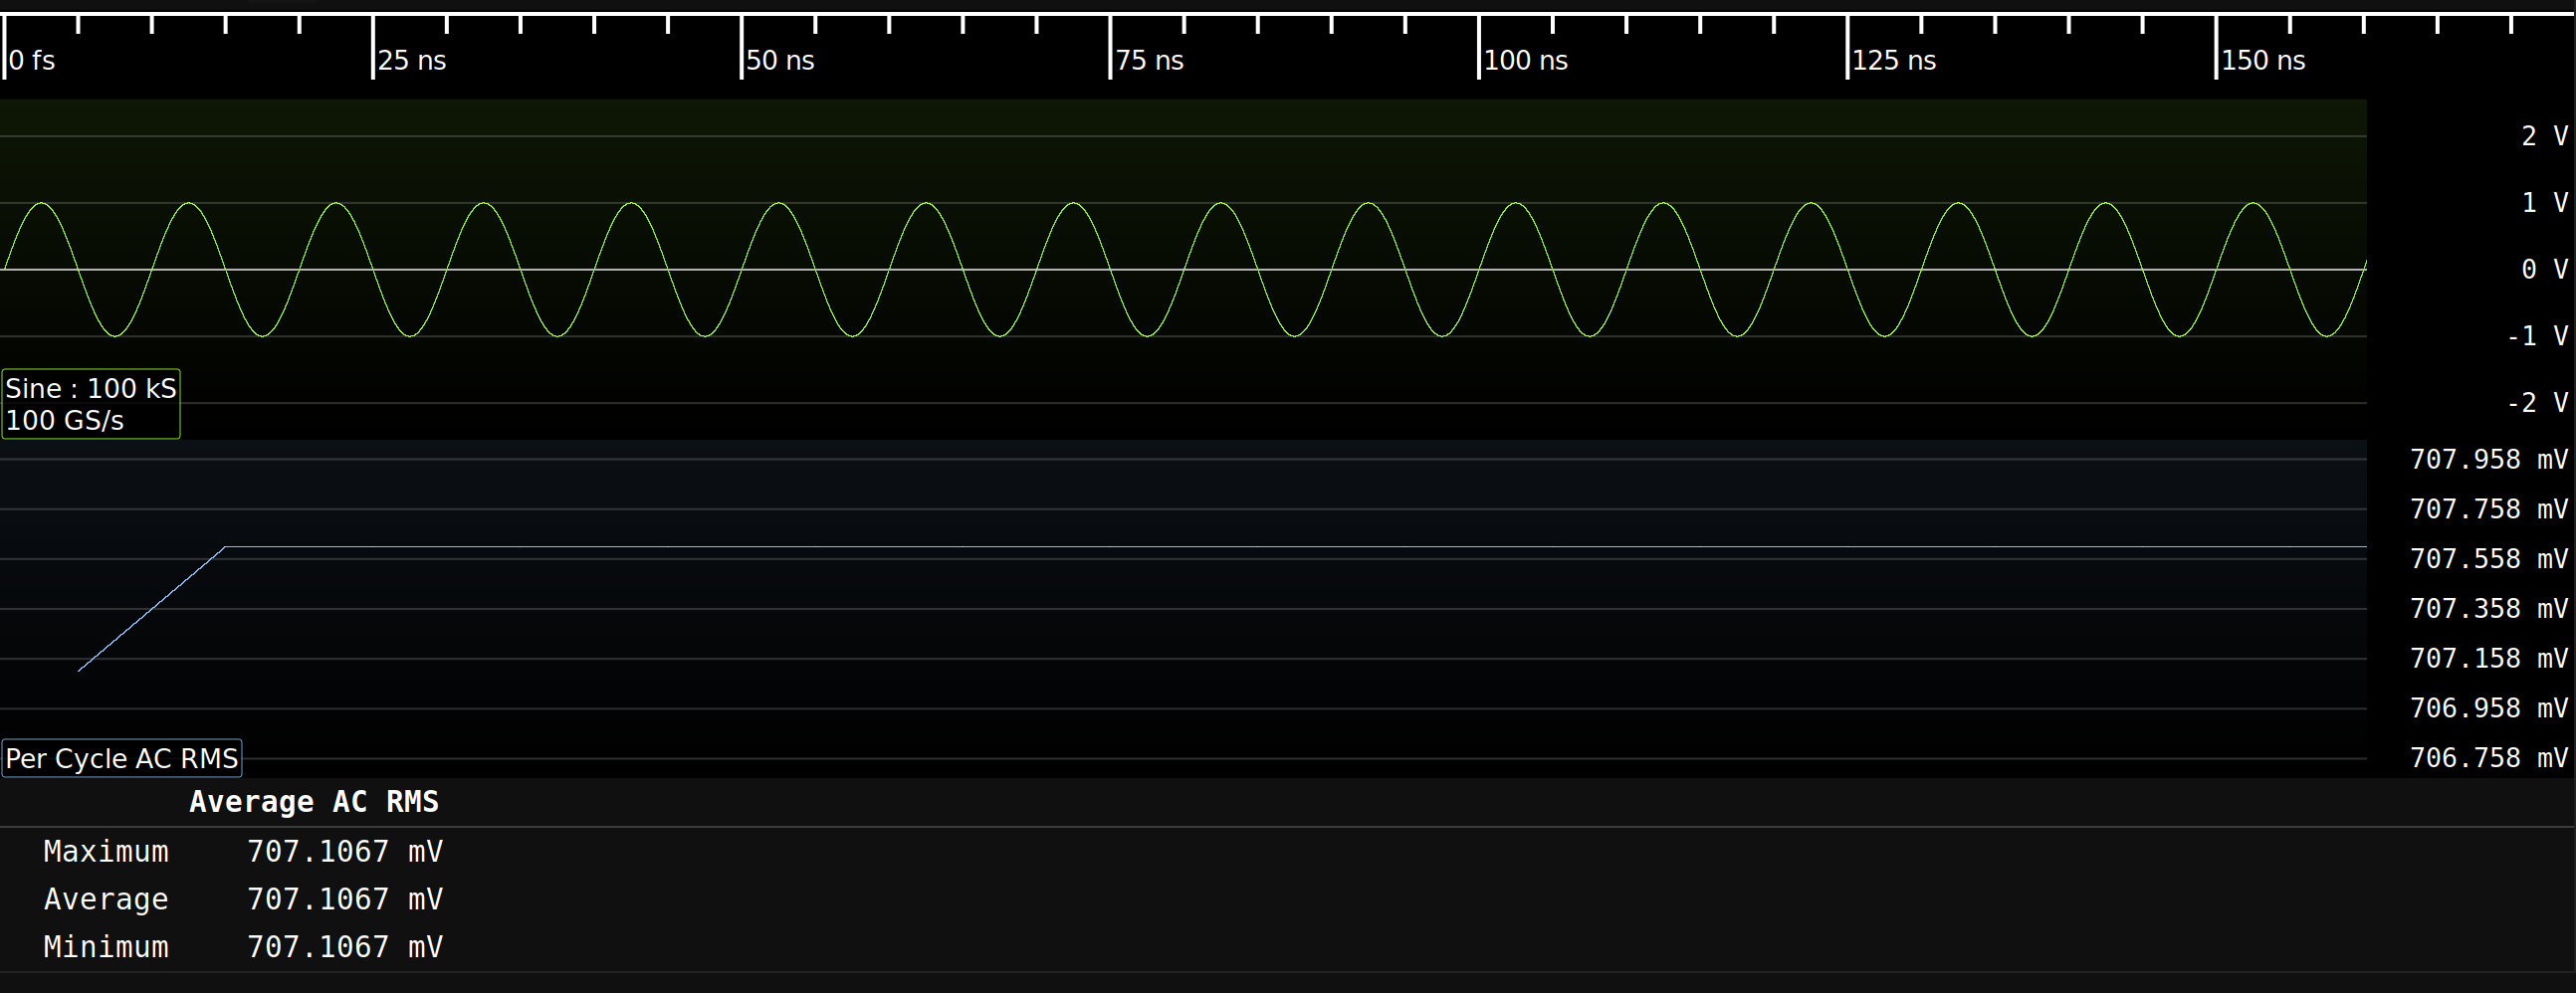 0 fs 25 ns 50 ns 75 ns 100 ns 125 ns 150 ns
2 V
1 V
0 V
-1 V
-2 V
Sine : 100 kS
100 GS/s
707.958 mV
707.758 mV
707.558 mV
707.358 mV
707.158 mV
706.958 mV
706.758 mV
Per Cycle AC RMS
Average AC RMS
Maximum 707.1067 mV
Average 707.1067 mV
Minimum 707.1067 mV